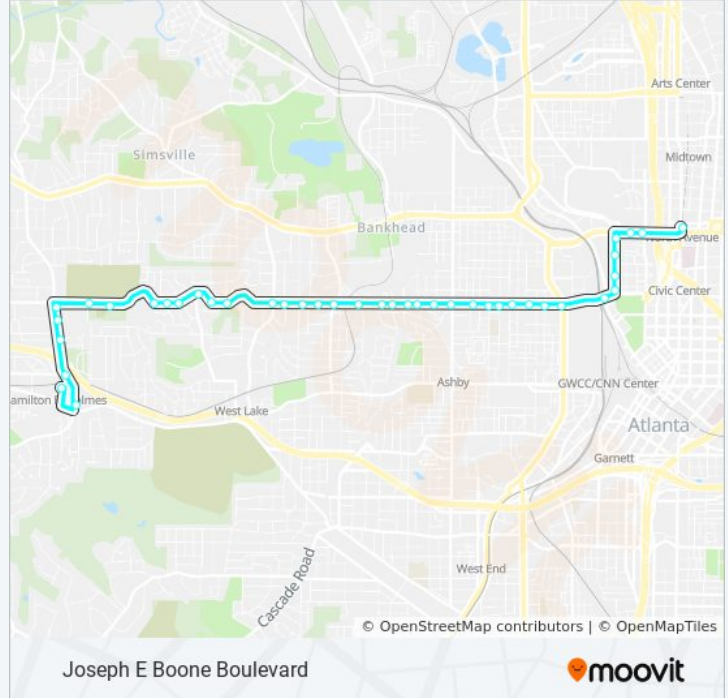 Arts Center
Simsville
Midtown
Bankhead
Avenue
Civic Center
GWCC/CNN Center
Ashby
West Lake
Atlanta
Garnett
West End
Cascade Road
© OpenStreetMap contributors | © OpenMapTiles
Joseph E Boone Boulevard
moovit